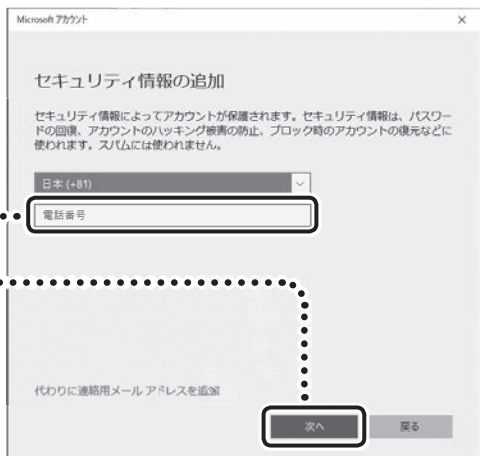 Microsoft アカウント
セキュリティ情報の追加
セキュリティ情報によってアカウントが保護されます。セキュリティ情報は、パスワー
ドの回復、アカウントのハッキング被害の防止、ブロック時のアカウントの復元などに
使われます。スパムには使われません。
日本 (+81)
電話番号
代わりに連絡用メール アドレスを追加
次へ 戻る